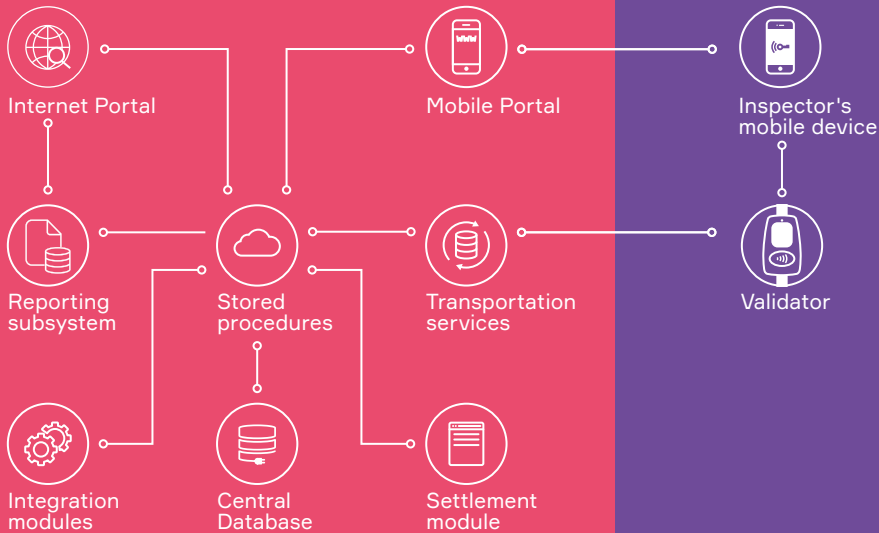 www
Internet Portal
Mobile Portal
Inspector's
mobile device
Reporting
subsystem
Stored
procedures
Transportation
services
Validator
Integration
modules
Central
Database
Settlement
module